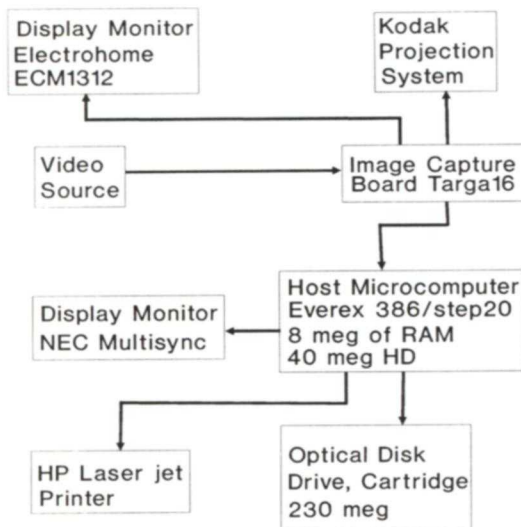 Display Monitor
Electrohome
ECM1312
Kodak
Projection
System
Video
Source
Image Capture
Board Targa16
Host Microcomputer
Everex 386/step20
8 meg of RAM
40 meg HD
Display Monitor
NEC Multisync
HP Laser jet
Printer
Optical Disk
Drive, Cartridge
230 meg